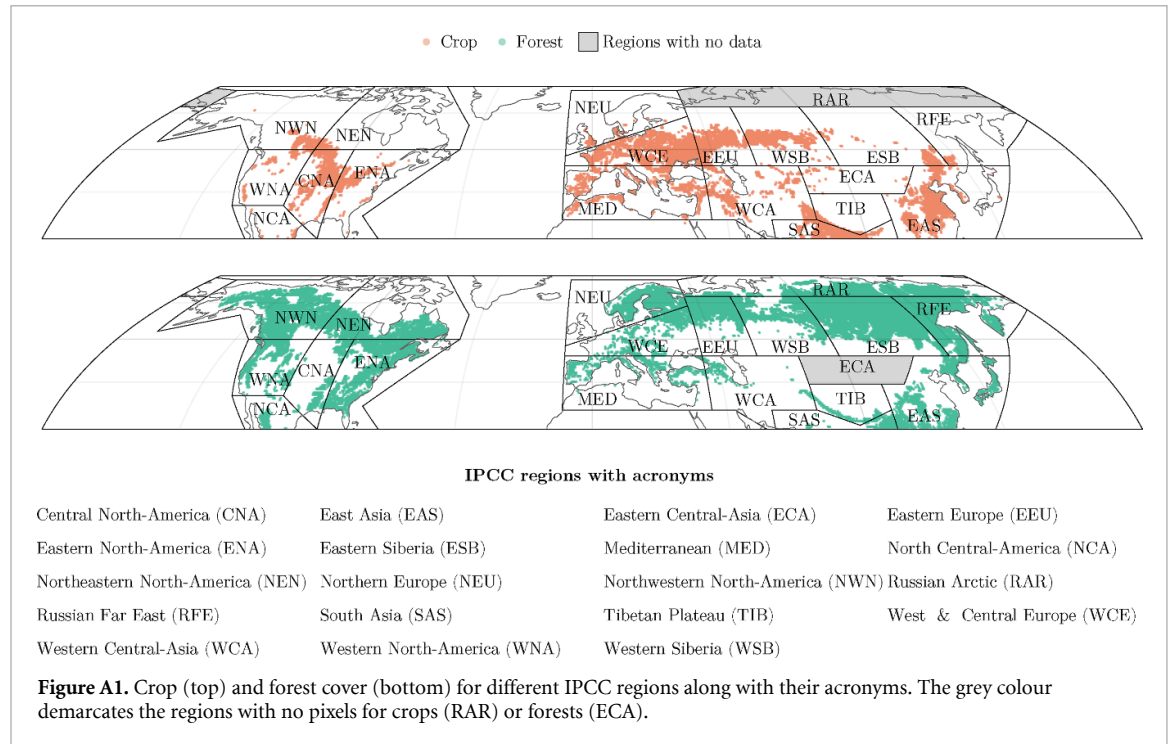 Crop Forest Regions with no data
RAR
NEU
RFE
NWN
NEN
WCE
EEU
WSB
ESB
ENA
CNA
ECA
WNA
MED
WCA
TIB
NCA
SAS
EAS
RAR
NEU
RFE
NWN
NEN
WCE
EEU
WSB
ESB
ENA
CNA
ECA
WNA
MED
WCA
TIB
NCA
SAS
EAS
IPCC regions with acronyms
Central North-America (CNA) East Asia (EAS) Eastern Central-Asia (ECA) Eastern Europe (EEU)
Eastern North-America (ENA) Eastern Siberia (ESB) Mediterranean (MED) North Central-America (NCA)
Northeastern North-America (NEN) Northern Europe (NEU) Northwestern North-America (NWN) Russian Arctic (RAR)
Russian Far East (RFE) South Asia (SAS) Tibetan Plateau (TIB) West & Central Europe (WCE)
Western Central-Asia (WCA) Western North-America (WNA) Western Siberia (WSB)
Figure A1. Crop (top) and forest cover (bottom) for different IPCC regions along with their acronyms. The grey colour
demarcates the regions with no pixels for crops (RAR) or forests (ECA).